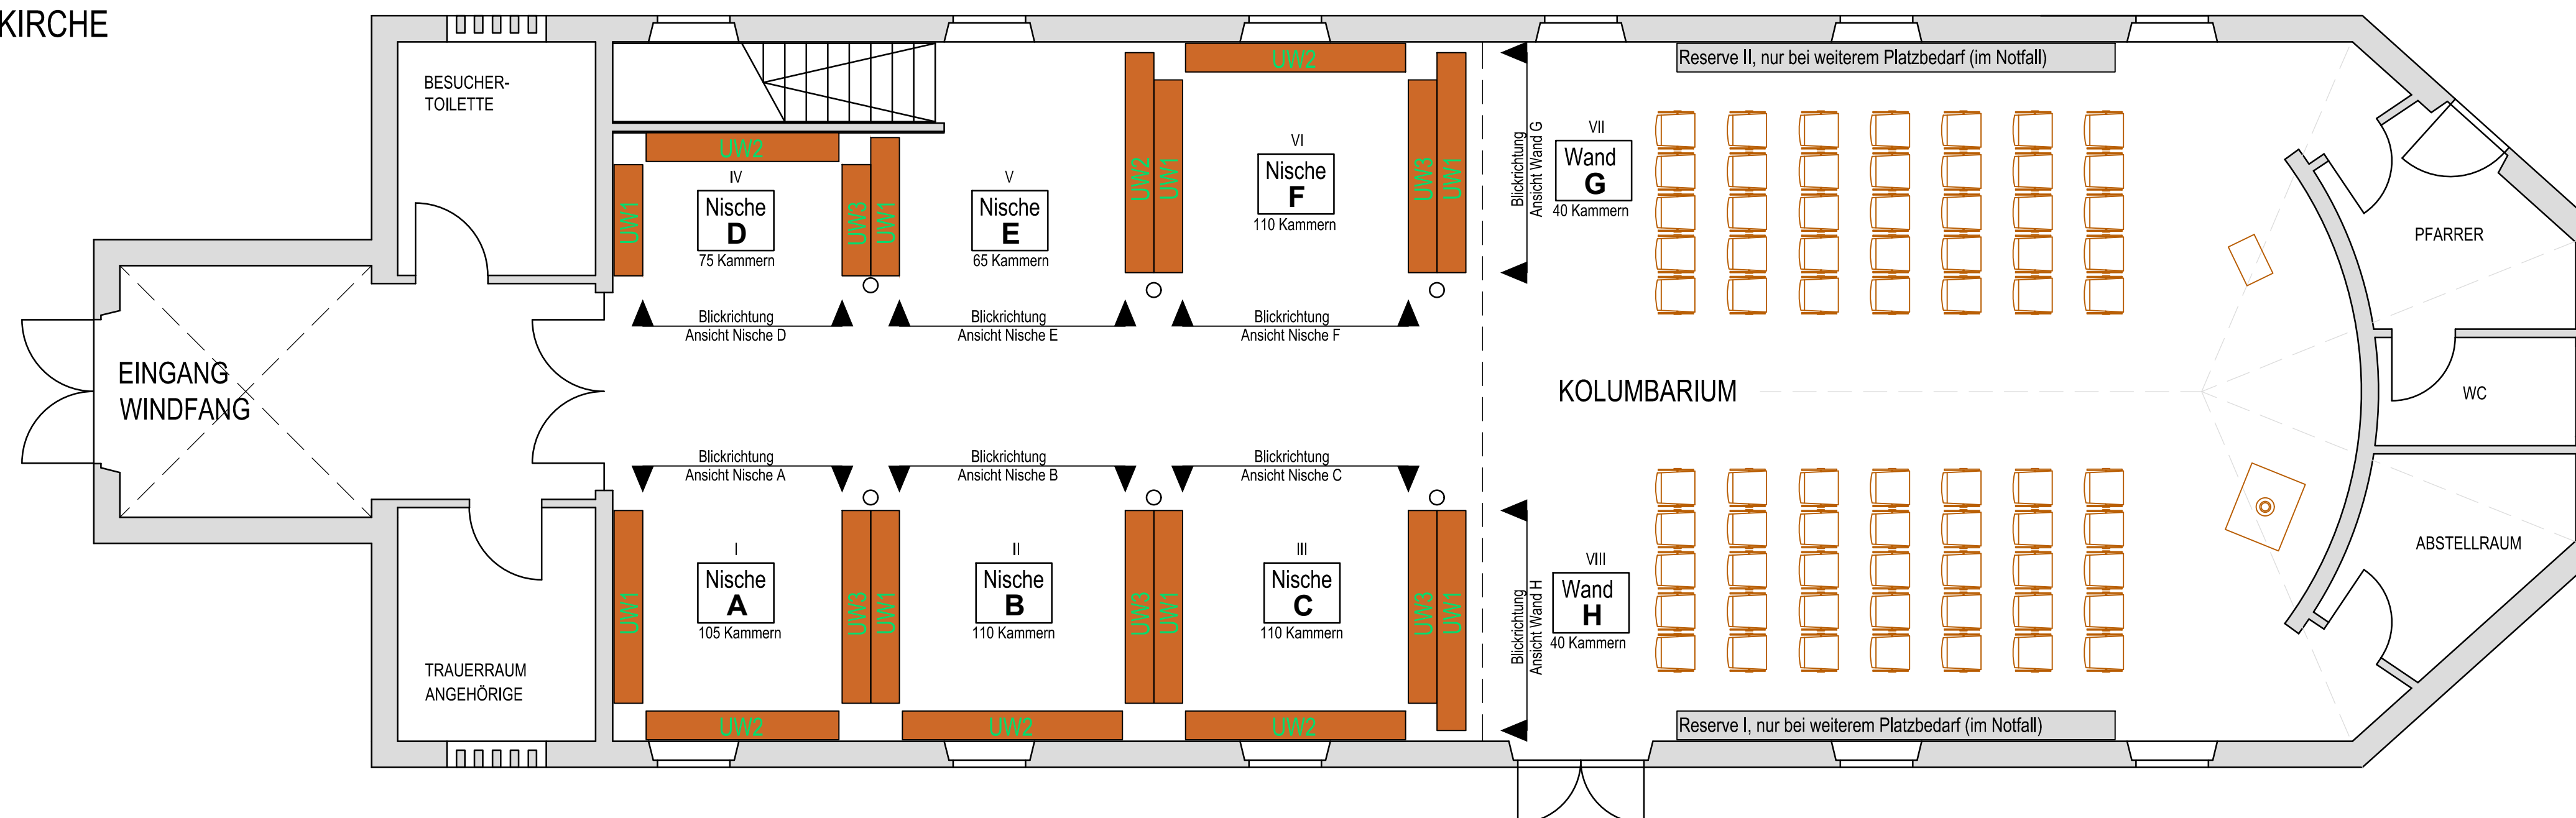 KIRCHE
BESUCHER-
TOILETTE
EINGANG
WINDFANG
TRAUERRAUM
ANGEHÖRIGE
UW2
UW1
IV
Nische
D
75 Kammern
UW3
UW1
V
Nische
E
65 Kammern
UW2
UW1
UW2
VI
Nische
F
110 Kammern
UW3
UW1
Blickrichtung
Ansicht Wand G
VII
Wand
G
40 Kammern
Reserve II, nur bei weiterem Platzbedarf (im Notfall)
PFARRER
Blickrichtung
Ansicht Nische D
Blickrichtung
Ansicht Nische E
Blickrichtung
Ansicht Nische F
KOLUMBARIUM
WC
Blickrichtung
Ansicht Nische A
Blickrichtung
Ansicht Nische B
Blickrichtung
Ansicht Nische C
UW1
I
Nische
A
105 Kammern
UW2
UW3
UW1
II
Nische
B
110 Kammern
UW2
UW3
UW1
III
Nische
C
110 Kammern
UW2
UW3
UW1
Blickrichtung
Ansicht Wand H
VIII
Wand
H
40 Kammern
Reserve I, nur bei weiterem Platzbedarf (im Notfall)
ABSTELLRAUM